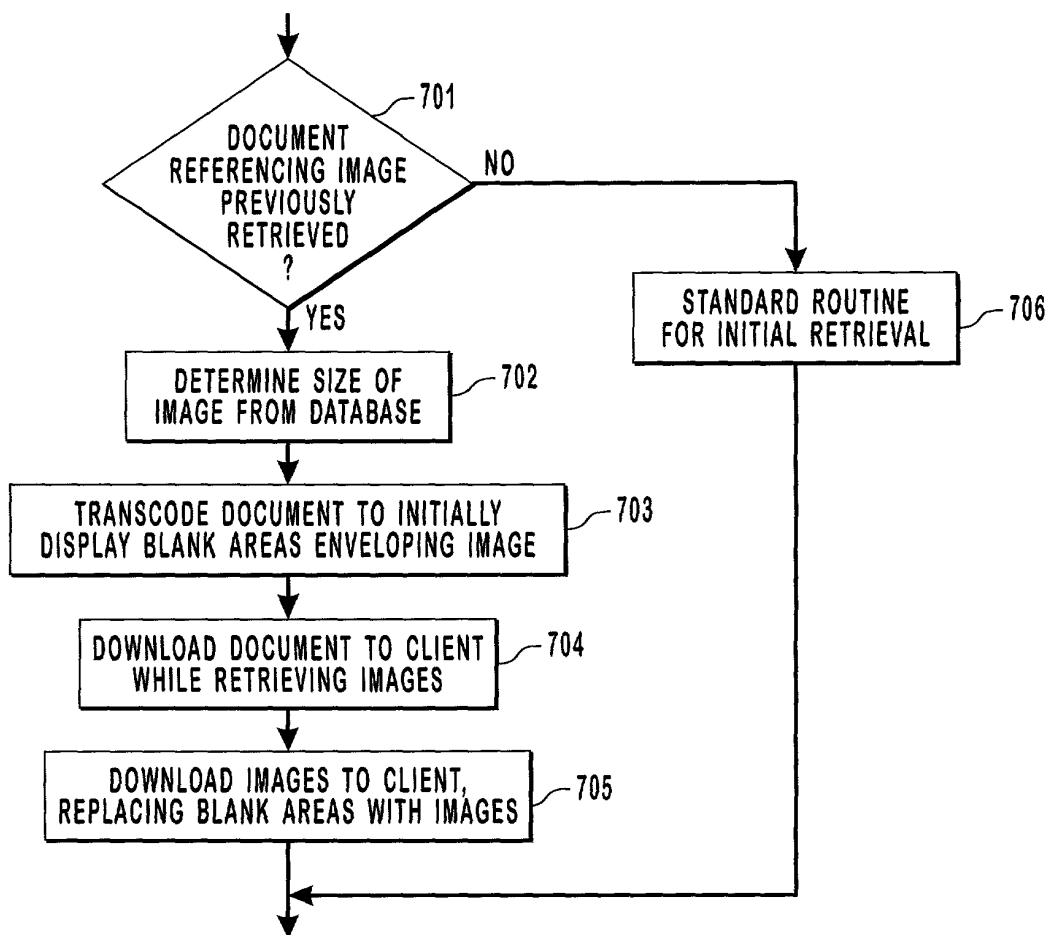 701
DOCUMENT
REFERENCING IMAGE
PREVIOUSLY
RETRIEVED
?
NO
YES
STANDARD ROUTINE
FOR INITIAL RETRIEVAL
706
DETERMINE SIZE OF
IMAGE FROM DATABASE
702
TRANSCODE DOCUMENT TO INITIALLY
DISPLAY BLANK AREAS ENVELOPING IMAGE
703
DOWNLOAD DOCUMENT TO CLIENT
WHILE RETRIEVING IMAGES
704
DOWNLOAD IMAGES TO CLIENT,
REPLACING BLANK AREAS WITH IMAGES
705